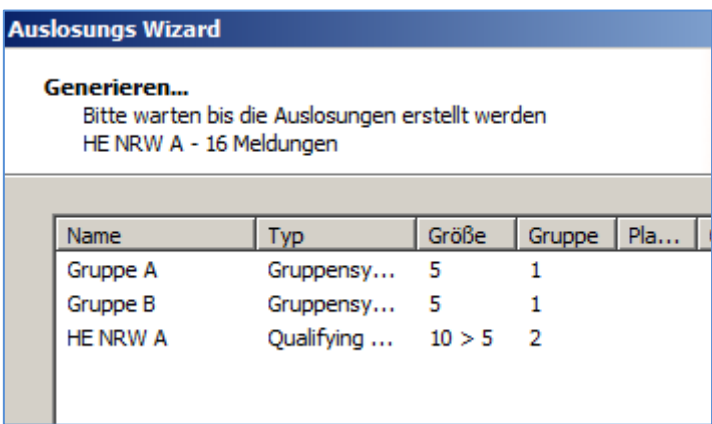 Auslosungs Wizard
Generieren...
Bitte warten bis die Auslosungen erstellt werden
HE NRW A - 16 Meldungen
Name Typ Größe Gruppe Pla...
Gruppe A Gruppensy... 5 1
Gruppe B Gruppensy... 5 1
HE NRW A Qualifying ... 10 > 5 2